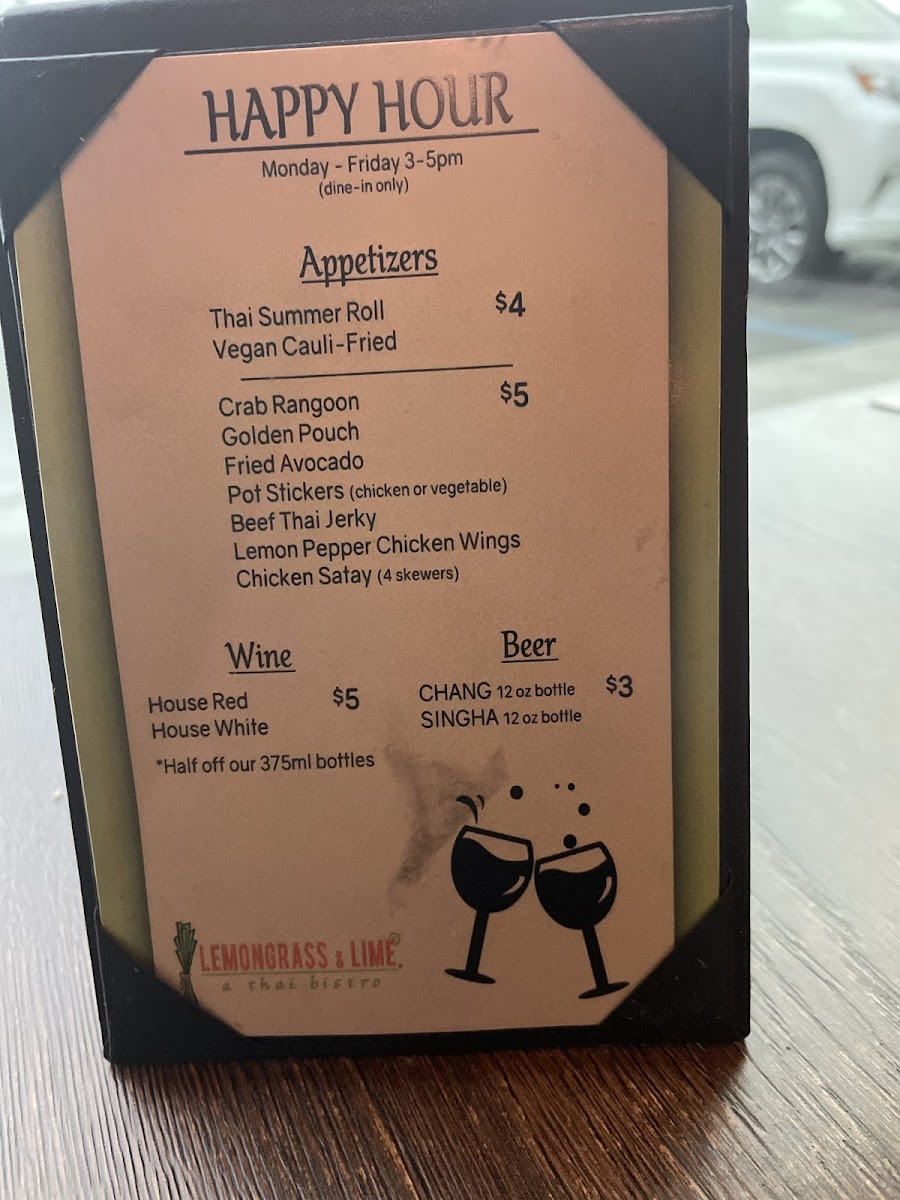 HAPPY HOUR
Monday - Friday 3-5pm
(dine-in only)
Appetizers
Thai Summer Roll $4
Vegan Cauli-Fried
Crab Rangoon $5
Golden Pouch
Fried Avocado
Pot Stickers (chicken or vegetable)
Beef Thai Jerky
Lemon Pepper Chicken Wings
Chicken Satay (4 skewers)
Wine
House Red $5
House White
*Half off our 375ml bottles
Beer
CHANG 12 oz bottle $3
SINGHA 12 oz bottle
LEMONGRASS & LIME
a thai bistro